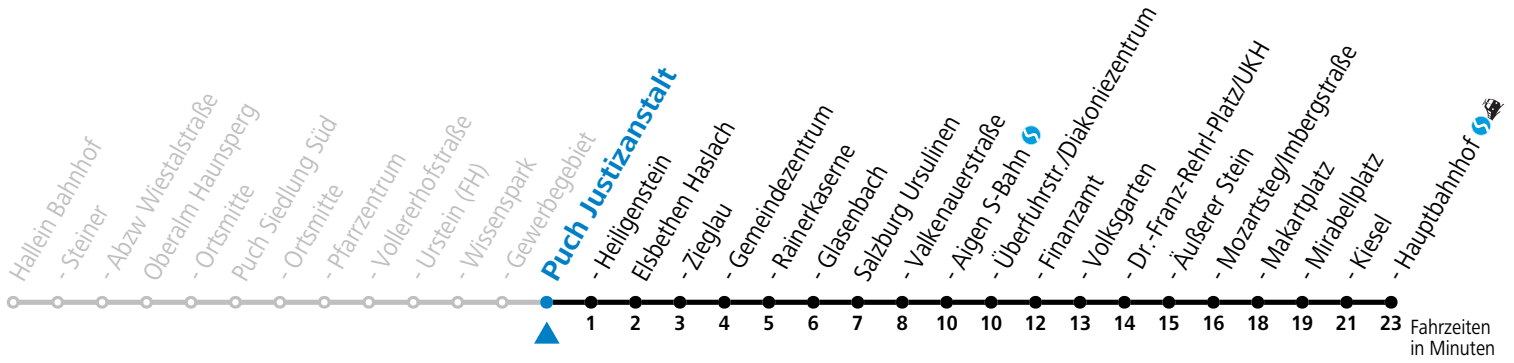 Hallein Bahnhof
- Steiner
- Abzw Wiestalstraße
Oberalm Haunsperg
- Ortsmitte
Puch Siedlung Süd
- Ortsmitte
- Pfarrzentrum
- Vollererhofstraße
- Urstein (FH)
- Wissenspark
- Gewerbegebiet
Puch Justizanstalt
- Heiligenstein
Elsbethen Haslach
- Zieglau
- Gemeindezentrum
- Rainerkaserne
- Glasenbach
Salzburg Ursulinen
- Valkenauerstraße
- Aigen S-Bahn
- Überfuhrstr./Diakoniezentrum
- Finanzamt
- Volksgarten
- Dr.-Franz-Rehrl-Platz/UKH
- Äußerer Stein
- Mozartsteg/Imbergstraße
- Makartplatz
- Mirabellplatz
- Kiesel
- Hauptbahnhof
1 2 3 4 5 6 7 8 10 10 12 13 14 15 16 18 19 21 23 Fahrzeiten
in Minuten